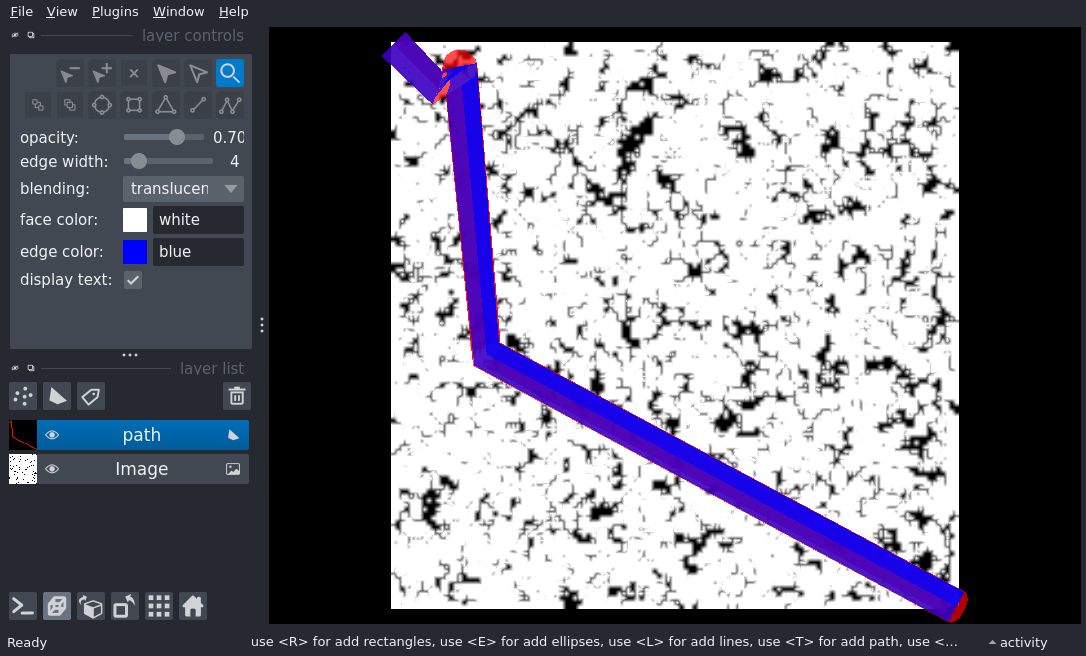 File View Plugins Window Help
layer controls
opacity: 0.70
edge width: 4
blending: translucen
face color: white
edge color: blue
display text:
layer list
path
Image
Ready use <R> for add rectangles, use <E> for add ellipses, use <L> for add lines, use <T> for add path, use <... activity